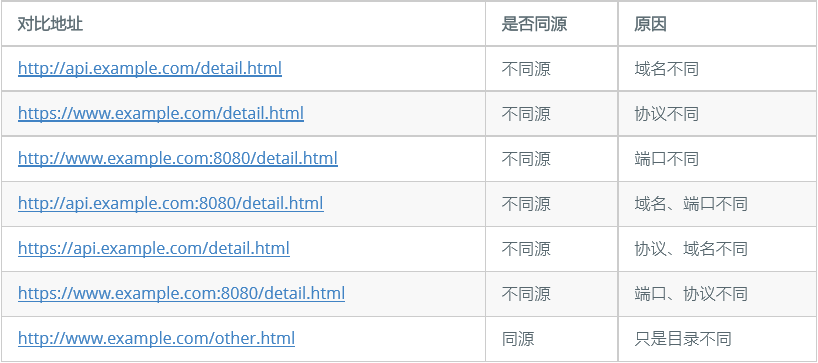 对比地址 是否同源 原因
http://api.example.com/detail.html 不同源 域名不同
https://www.example.com/detail.html 不同源 协议不同
http://www.example.com:8080/detail.html 不同源 端口不同
http://api.example.com:8080/detail.html 不同源 域名、端口不同
https://api.example.com/detail.html 不同源 协议、域名不同
https://www.example.com:8080/detail.html 不同源 端口、协议不同
http://www.example.com/other.html 同源 只是目录不同